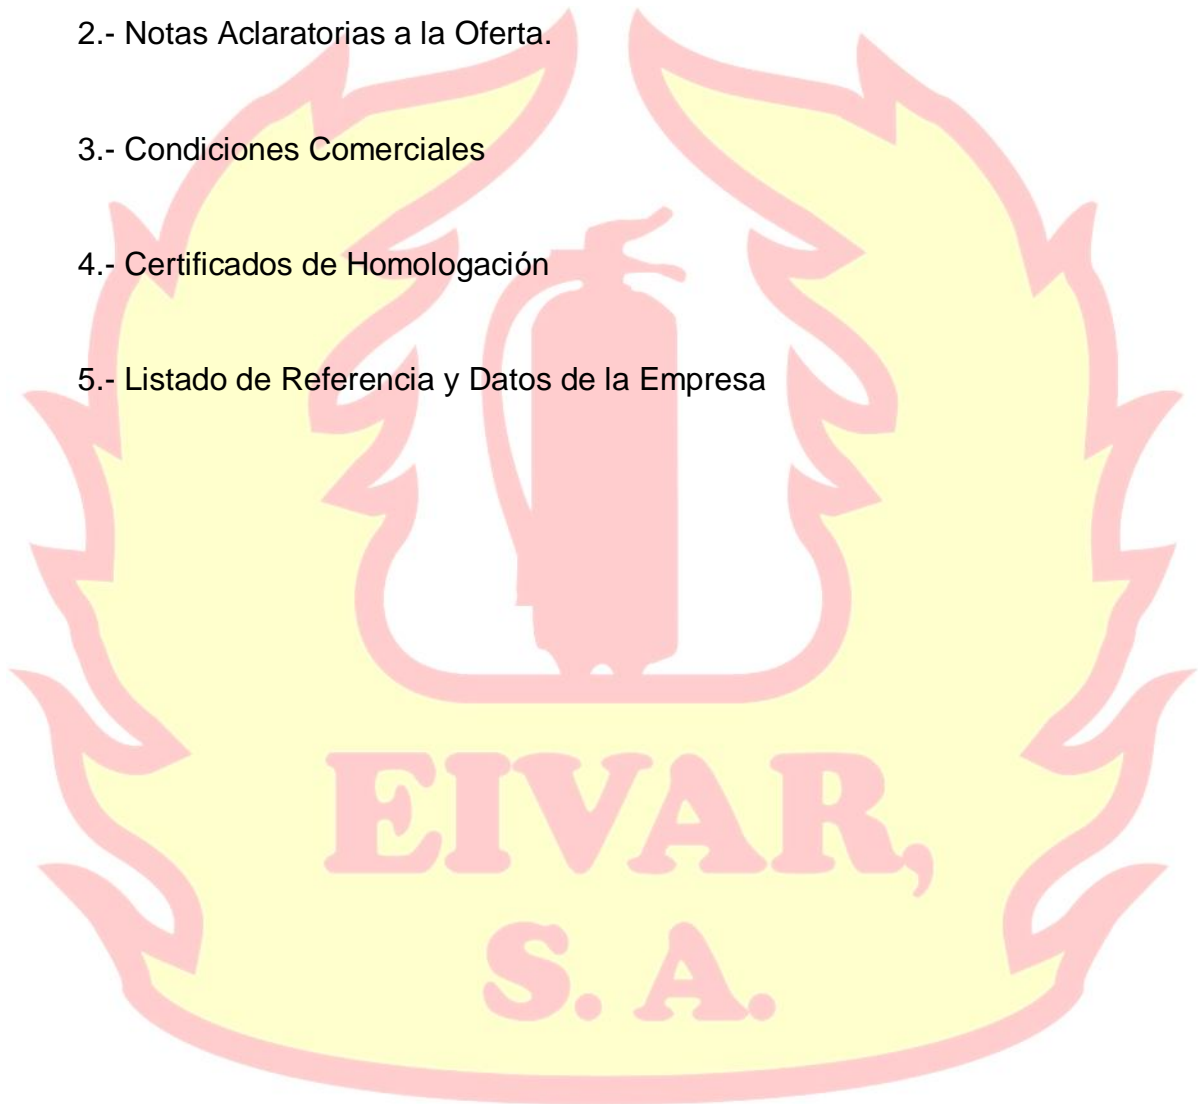 2.- Notas Aclaratorias a la Oferta.
3.- Condiciones Comerciales
4.- Certificados de Homologación
5.- Listado de Referencia y Datos de la Empresa
EIVAR,
S. A.